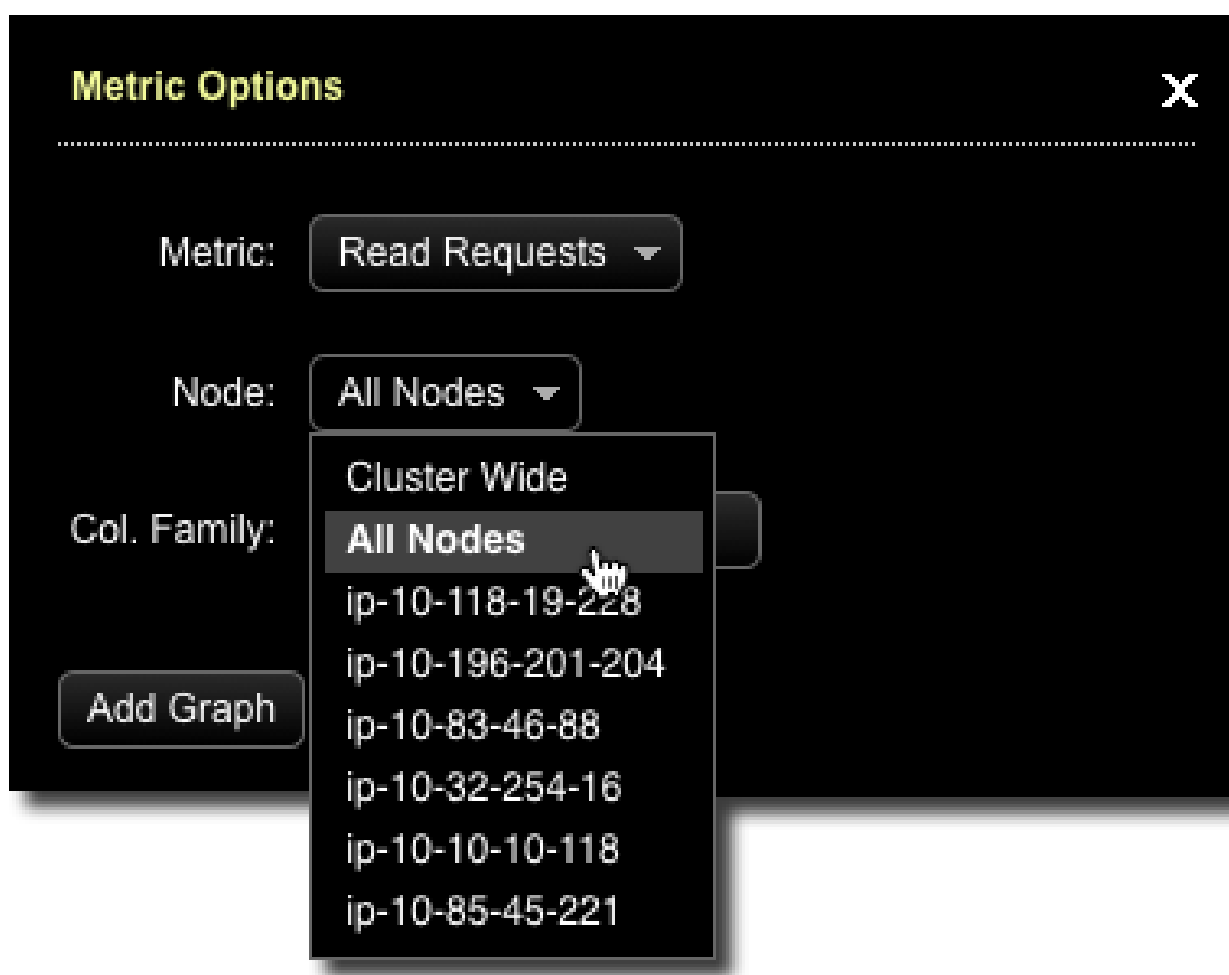 Metric Options X
Metric: Read Requests
Node: All Nodes
Cluster Wide
Col. Family:
All Nodes
ip-10-118-19-228
ip-10-196-201-204
Add Graph
ip-10-83-46-88
ip-10-32-254-16
ip-10-10-10-118
ip-10-85-45-221